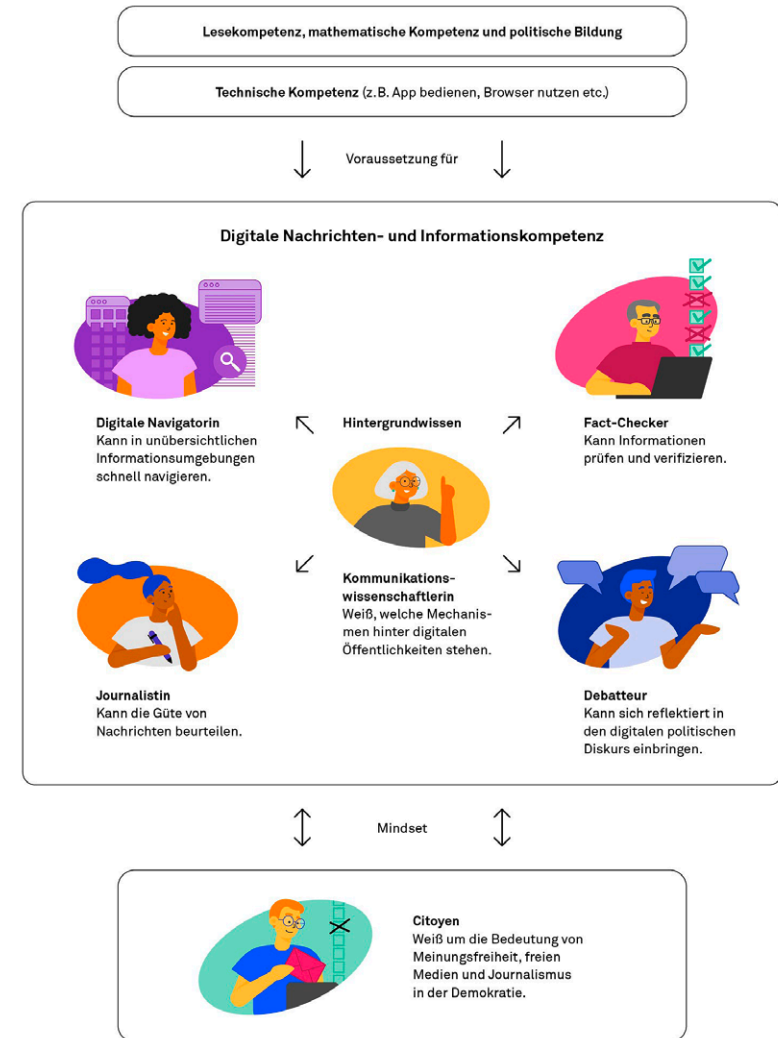 Lesekompetenz, mathematische Kompetenz und politische Bildung
Technische Kompetenz (z.B. App bedienen, Browser nutzen etc.)
Voraussetzung für
Digitale Nachrichten- und Informationskompetenz
Digitale Navigatorin
Kann in unübersichtlichen
Informationsumgebungen
schnell navigieren.
Hintergrundwissen
Fact-Checker
Kann Informationen
prüfen und verifizieren.
Kommunikations-
wissenschaftlerin
Weiß, welche Mechanis-
men hinter digitalen
Öffentlichkeiten stehen.
Journalistin
Kann die Güte von
Nachrichten beurteilen.
Debatteur
Kann sich reflektiert in
den digitalen politischen
Diskurs einbringen.
Mindset
Citoyen
Weiß um die Bedeutung von
Meinungsfreiheit, freien
Medien und Journalismus
in der Demokratie.